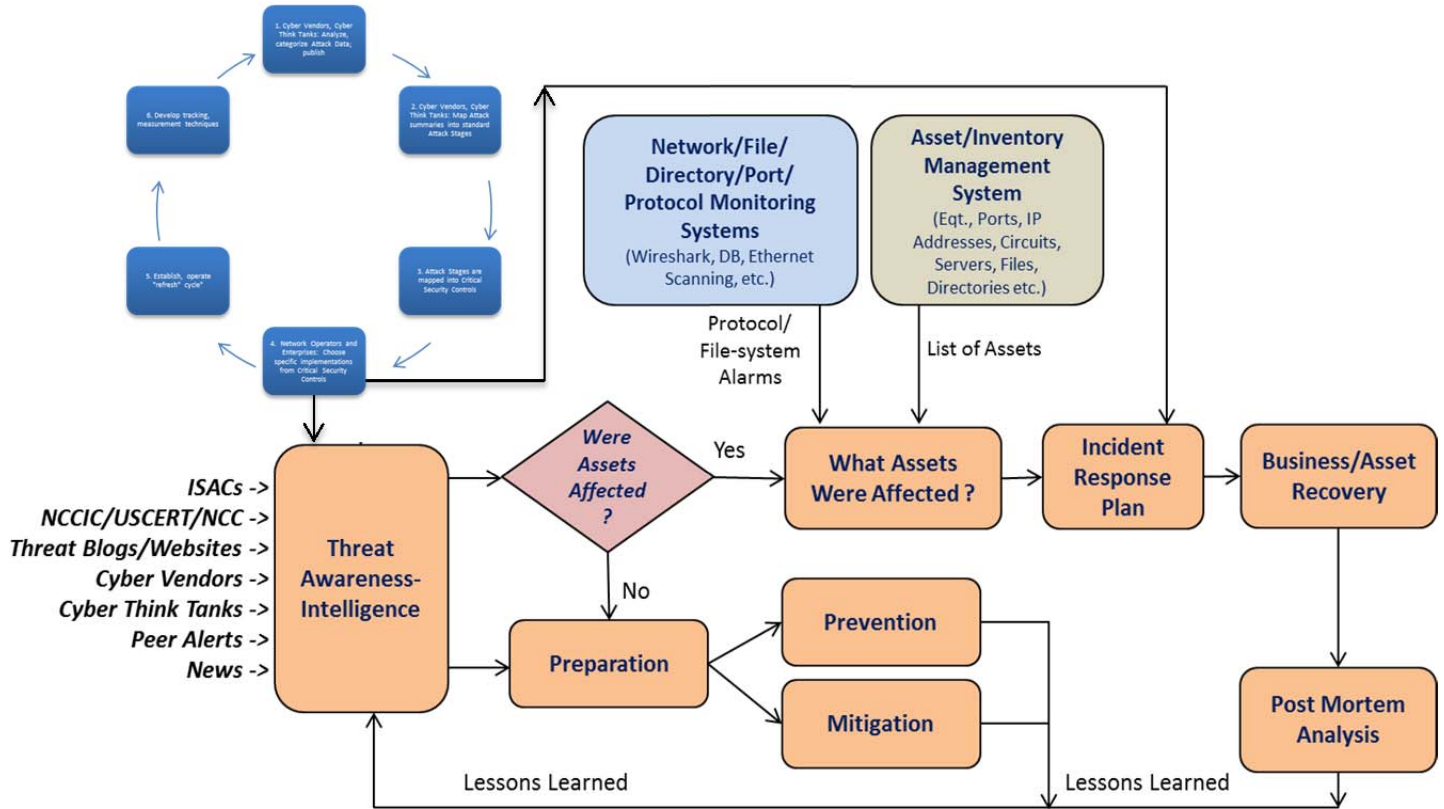 1. Cyber Vendors, Cyber
Think Tanks: Analyze,
categorize Attack Data;
publish
2. Cyber Vendors, Cyber
Think Tanks: Map Attack
summaries into standard
Attack Stages
3. Attack Stages are
mapped into Critical
Security Controls
4. Network Operators and
Enterprises: Choose
specific implementations
from Critical Security
Controls
5. Establish, operate
"refresh" cycle"
6. Develop tracking,
measurement techniques
Network/File/
Directory/Port/
Protocol Monitoring
Systems
(Wireshark, DB, Ethernet
Scanning, etc.)
Asset/Inventory
Management
System
(Eqt., Ports, IP
Addresses, Circuits,
Servers, Files,
Directories etc.)
Protocol/
File-system
Alarms
List of Assets
ISACs ->
NCCIC/USCERT/NCC ->
Threat Blogs/Websites ->
Cyber Vendors ->
Cyber Think Tanks ->
Peer Alerts ->
News ->
Threat
Awareness-
Intelligence
Were
Assets
Affected
?
Yes
No
What Assets
Were Affected ?
Incident
Response
Plan
Business/Asset
Recovery
Preparation
Prevention
Mitigation
Post Mortem
Analysis
Lessons Learned
Lessons Learned